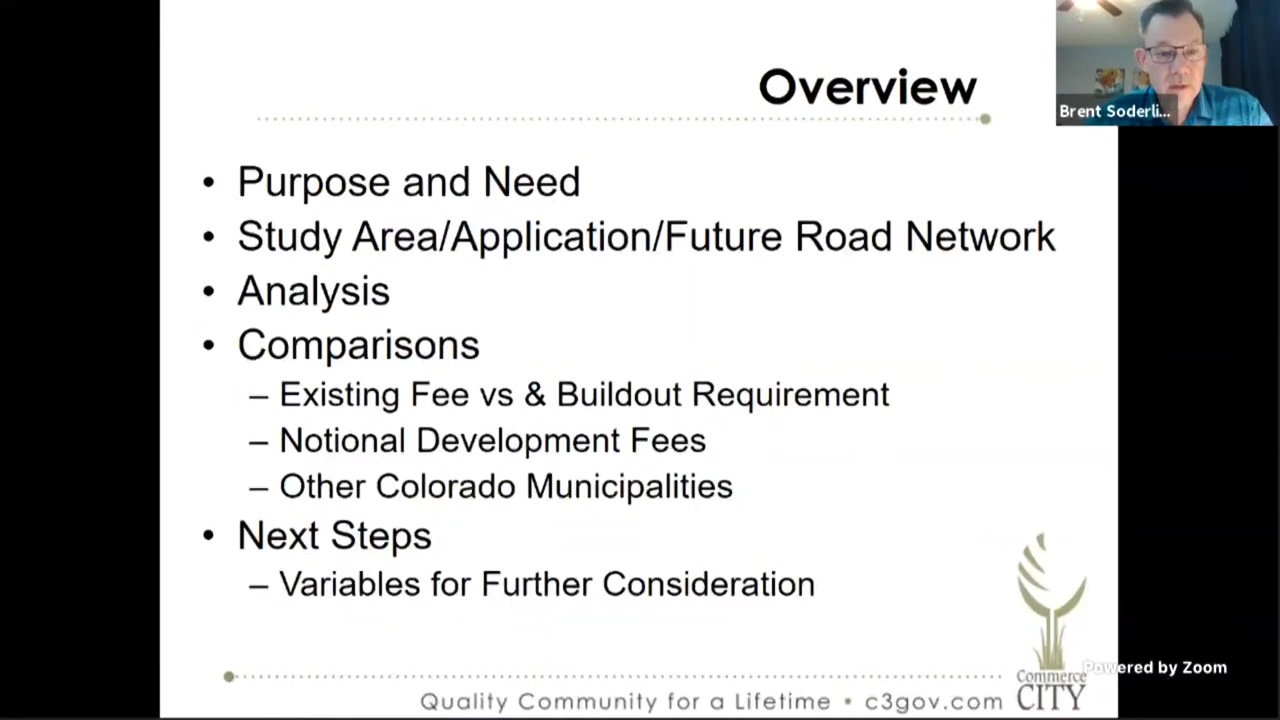 Overview
Brent Soderli...
• Purpose and Need
• Study Area/Application/Future Road Network
• Analysis
• Comparisons
– Existing Fee vs & Buildout Requirement
– Notional Development Fees
– Other Colorado Municipalities
• Next Steps
– Variables for Further Consideration
Powered by Zoom
Commerce
CITY
Quality Community for a Lifetime • c3gov.com